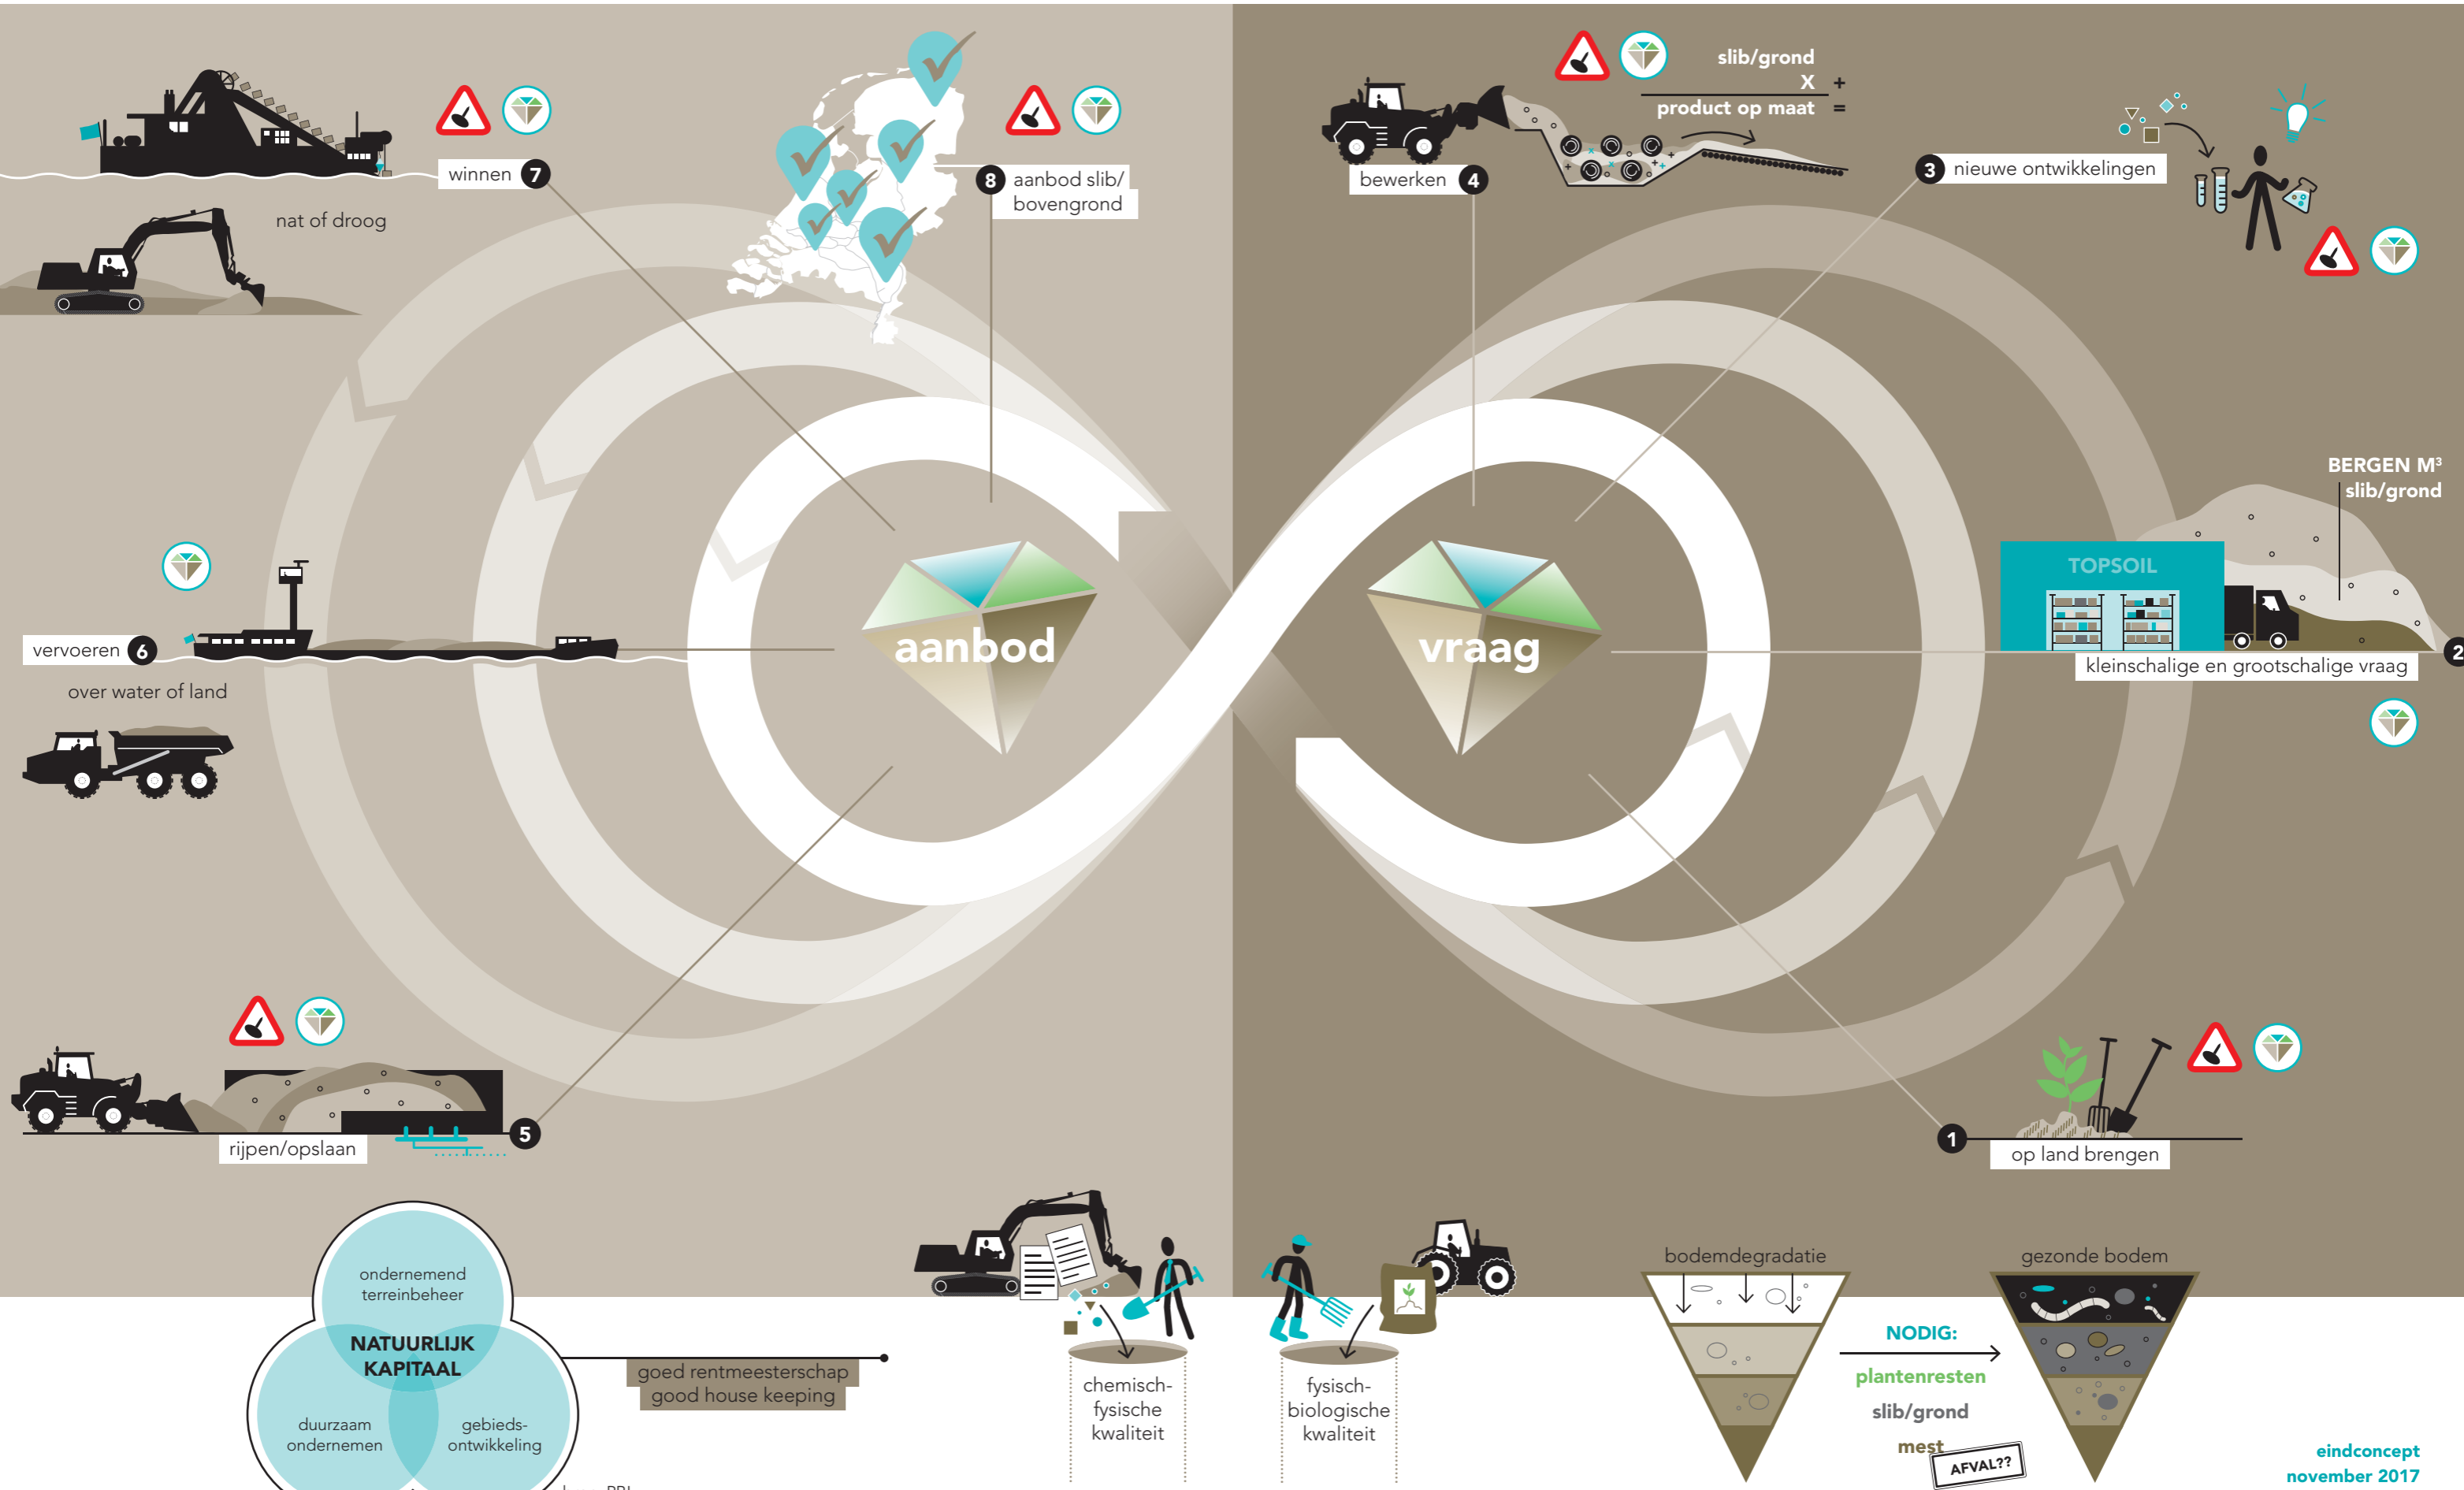 winnen 7
nat of droog
8 aanbod slib/
bovengrond
slib/grond
X +
product op maat =
bewerken 4
3 nieuwe ontwikkelingen
BERGEN M³
slib/grond
TOPSOIL
2
kleinschalige en grootschalige vraag
aanbod
vraag
vervoeren 6
over water of land
5
rijpen/opslaan
1
op land brengen
ondernemend
terreinbeheer
NATUURLIJK
KAPITAAL
duurzaam
ondernemen
gebieds-
ontwikkeling
goed rentmeesterschap
good house keeping
chemisch-
fysische
kwaliteit
fysisch-
biologische
kwaliteit
bodemdegradatie
gezonde bodem
NODIG:
plantenresten
slib/grond
mest
AFVAL??
eindconcept
november 2017